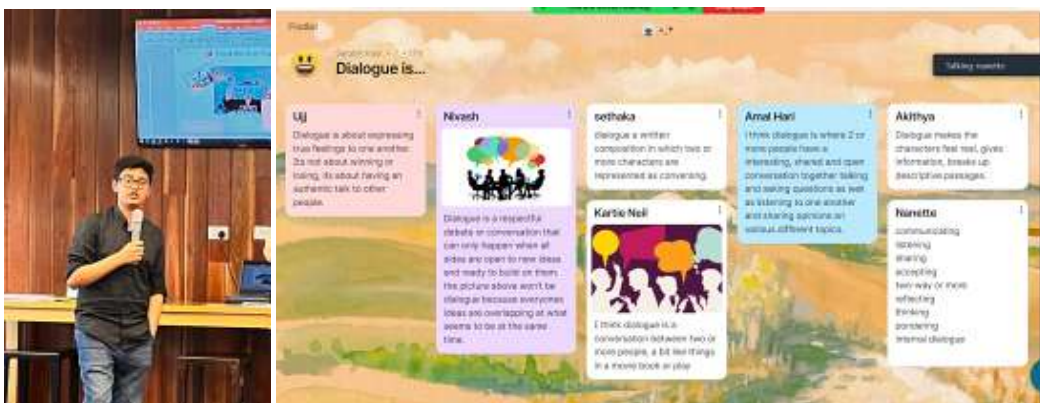 Padlet
Dialogue is...
Talking nanette
Ujj
Dialogue is about expressing
true feelings to one another.
Its not about winning or
losing, its about having an
authentic talk to other
people.
Nivash
Dialogue is a respectful
debate or conversation that
can only happen when all
sides are open to new ideas
and ready to build on them.
the picture above won't be
dialogue because everyones
ideas are overlapping at what
seems to be at the same
time.
sethaka
dialogue a written
composition in which two or
more characters are
represented as conversing.
Kartie Neil
I think dialogue is a
conversation between two or
more people, a bit like things
in a movie book or play
Amal Hari
I think dialogue is where 2 or
more people have a
interesting, shared and open
conversation together talking
and asking questions as well
as listening to one another
and sharing opinions on
various different topics.
Akithya
Dialogue makes the
characters feel real, gives
information, breaks up
descriptive passages.
Nanette
communicating
listening
sharing
accepting
two way or more
reflecting
thinking
pondering
internal dialogue